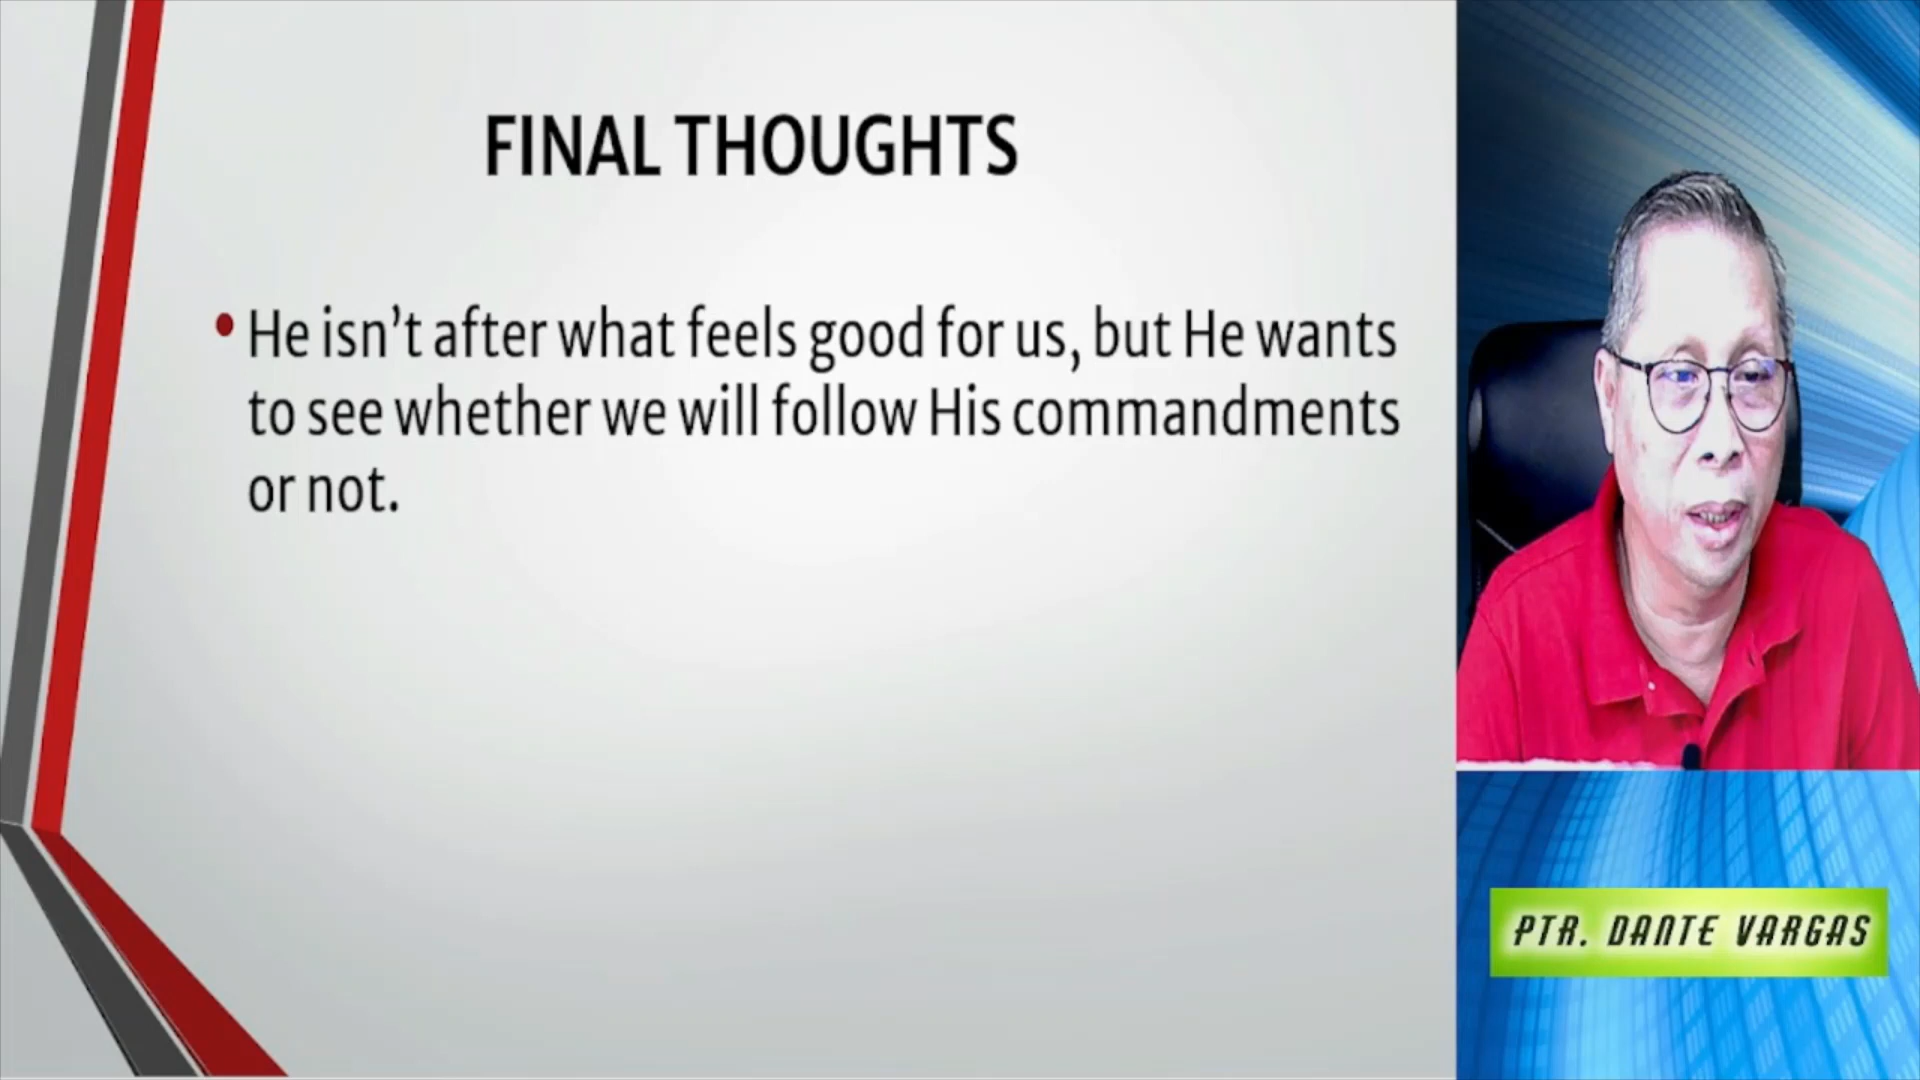 FINAL THOUGHTS
• He isn’t after what feels good for us, but He wants
to see whether we will follow His commandments
or not.
PTR. DANTE VARGAS